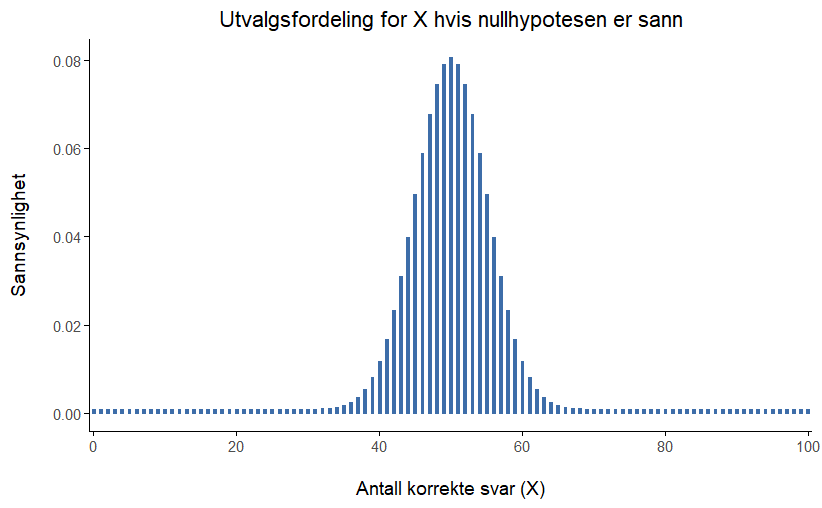 Utvalgsfordeling for X hvis nullhypotesen er sann
0.08
0.06
0.04
0.02
0.00
Sannsynlighet
0 20 40 60 80 100
Antall korrekte svar (X)